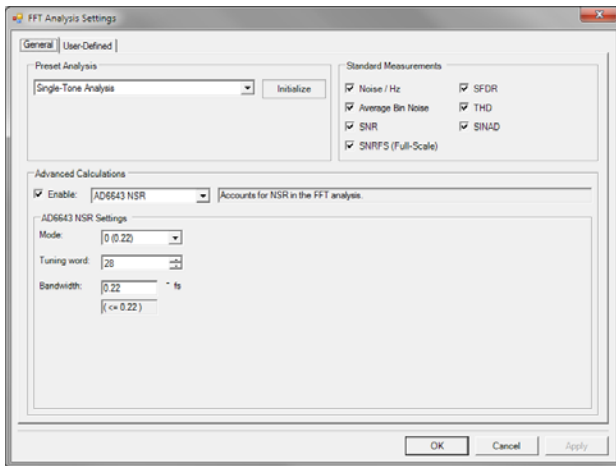 FFT Analysis Settings
General
User-Defined
Preset Analysis
Single-Tone Analysis
Initialize
Standard Measurements
Noise / Hz
SFDR
Average Bin Noise
THD
SNR
SINAD
SNRFS (Full-Scale)
Advanced Calculations
Enable:
AD6643 NSR
Accounts for NSR in the FFT analysis.
AD6643 NSR Settings
Mode:
0 (0.22)
Tuning word:
28
Bandwidth:
0.22
* fs
( <= 0.22 )
OK
Cancel
Apply